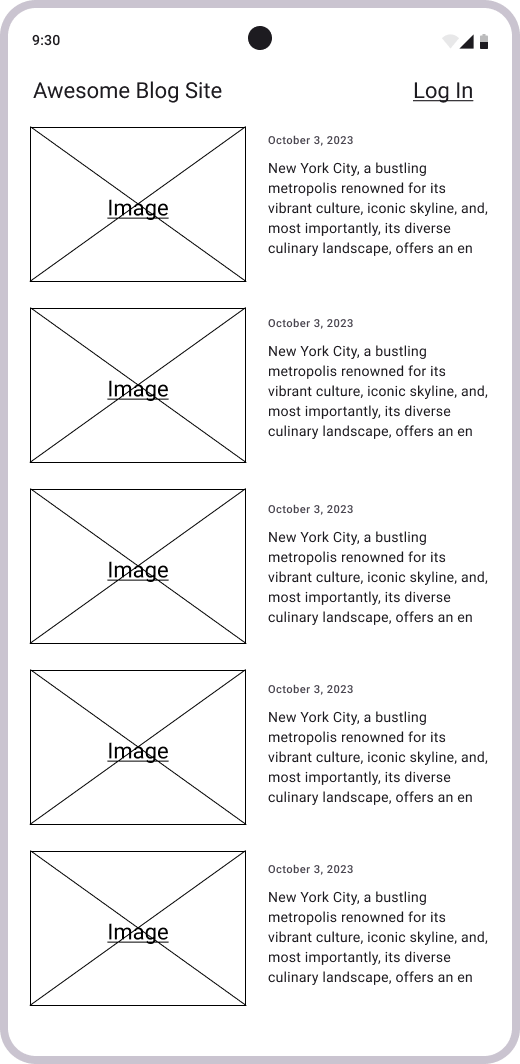 9:30
Awesome Blog Site
Log In
Image
October 3, 2023
New York City, a bustling
metropolis renowned for its
vibrant culture, iconic skyline, and,
most importantly, its diverse
culinary landscape, offers an en
Image
October 3, 2023
New York City, a bustling
metropolis renowned for its
vibrant culture, iconic skyline, and,
most importantly, its diverse
culinary landscape, offers an en
Image
October 3, 2023
New York City, a bustling
metropolis renowned for its
vibrant culture, iconic skyline, and,
most importantly, its diverse
culinary landscape, offers an en
Image
October 3, 2023
New York City, a bustling
metropolis renowned for its
vibrant culture, iconic skyline, and,
most importantly, its diverse
culinary landscape, offers an en
Image
October 3, 2023
New York City, a bustling
metropolis renowned for its
vibrant culture, iconic skyline, and,
most importantly, its diverse
culinary landscape, offers an en